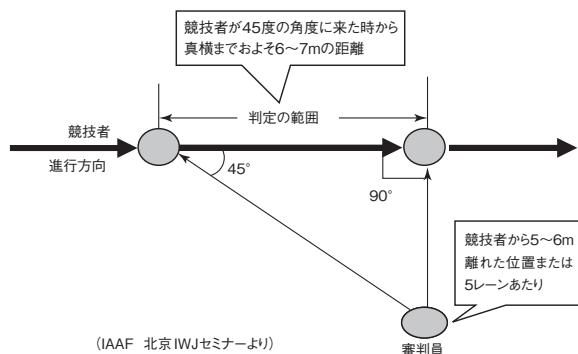 競技者が45度の角度に来た時から
真横までおよそ6～7mの距離
判定の範囲
競技者
進行方向
45°
90°
競技者から5～6m
離れた位置または
5レーンあたり
審判員
(IAAF 北京IWJセミナーより)